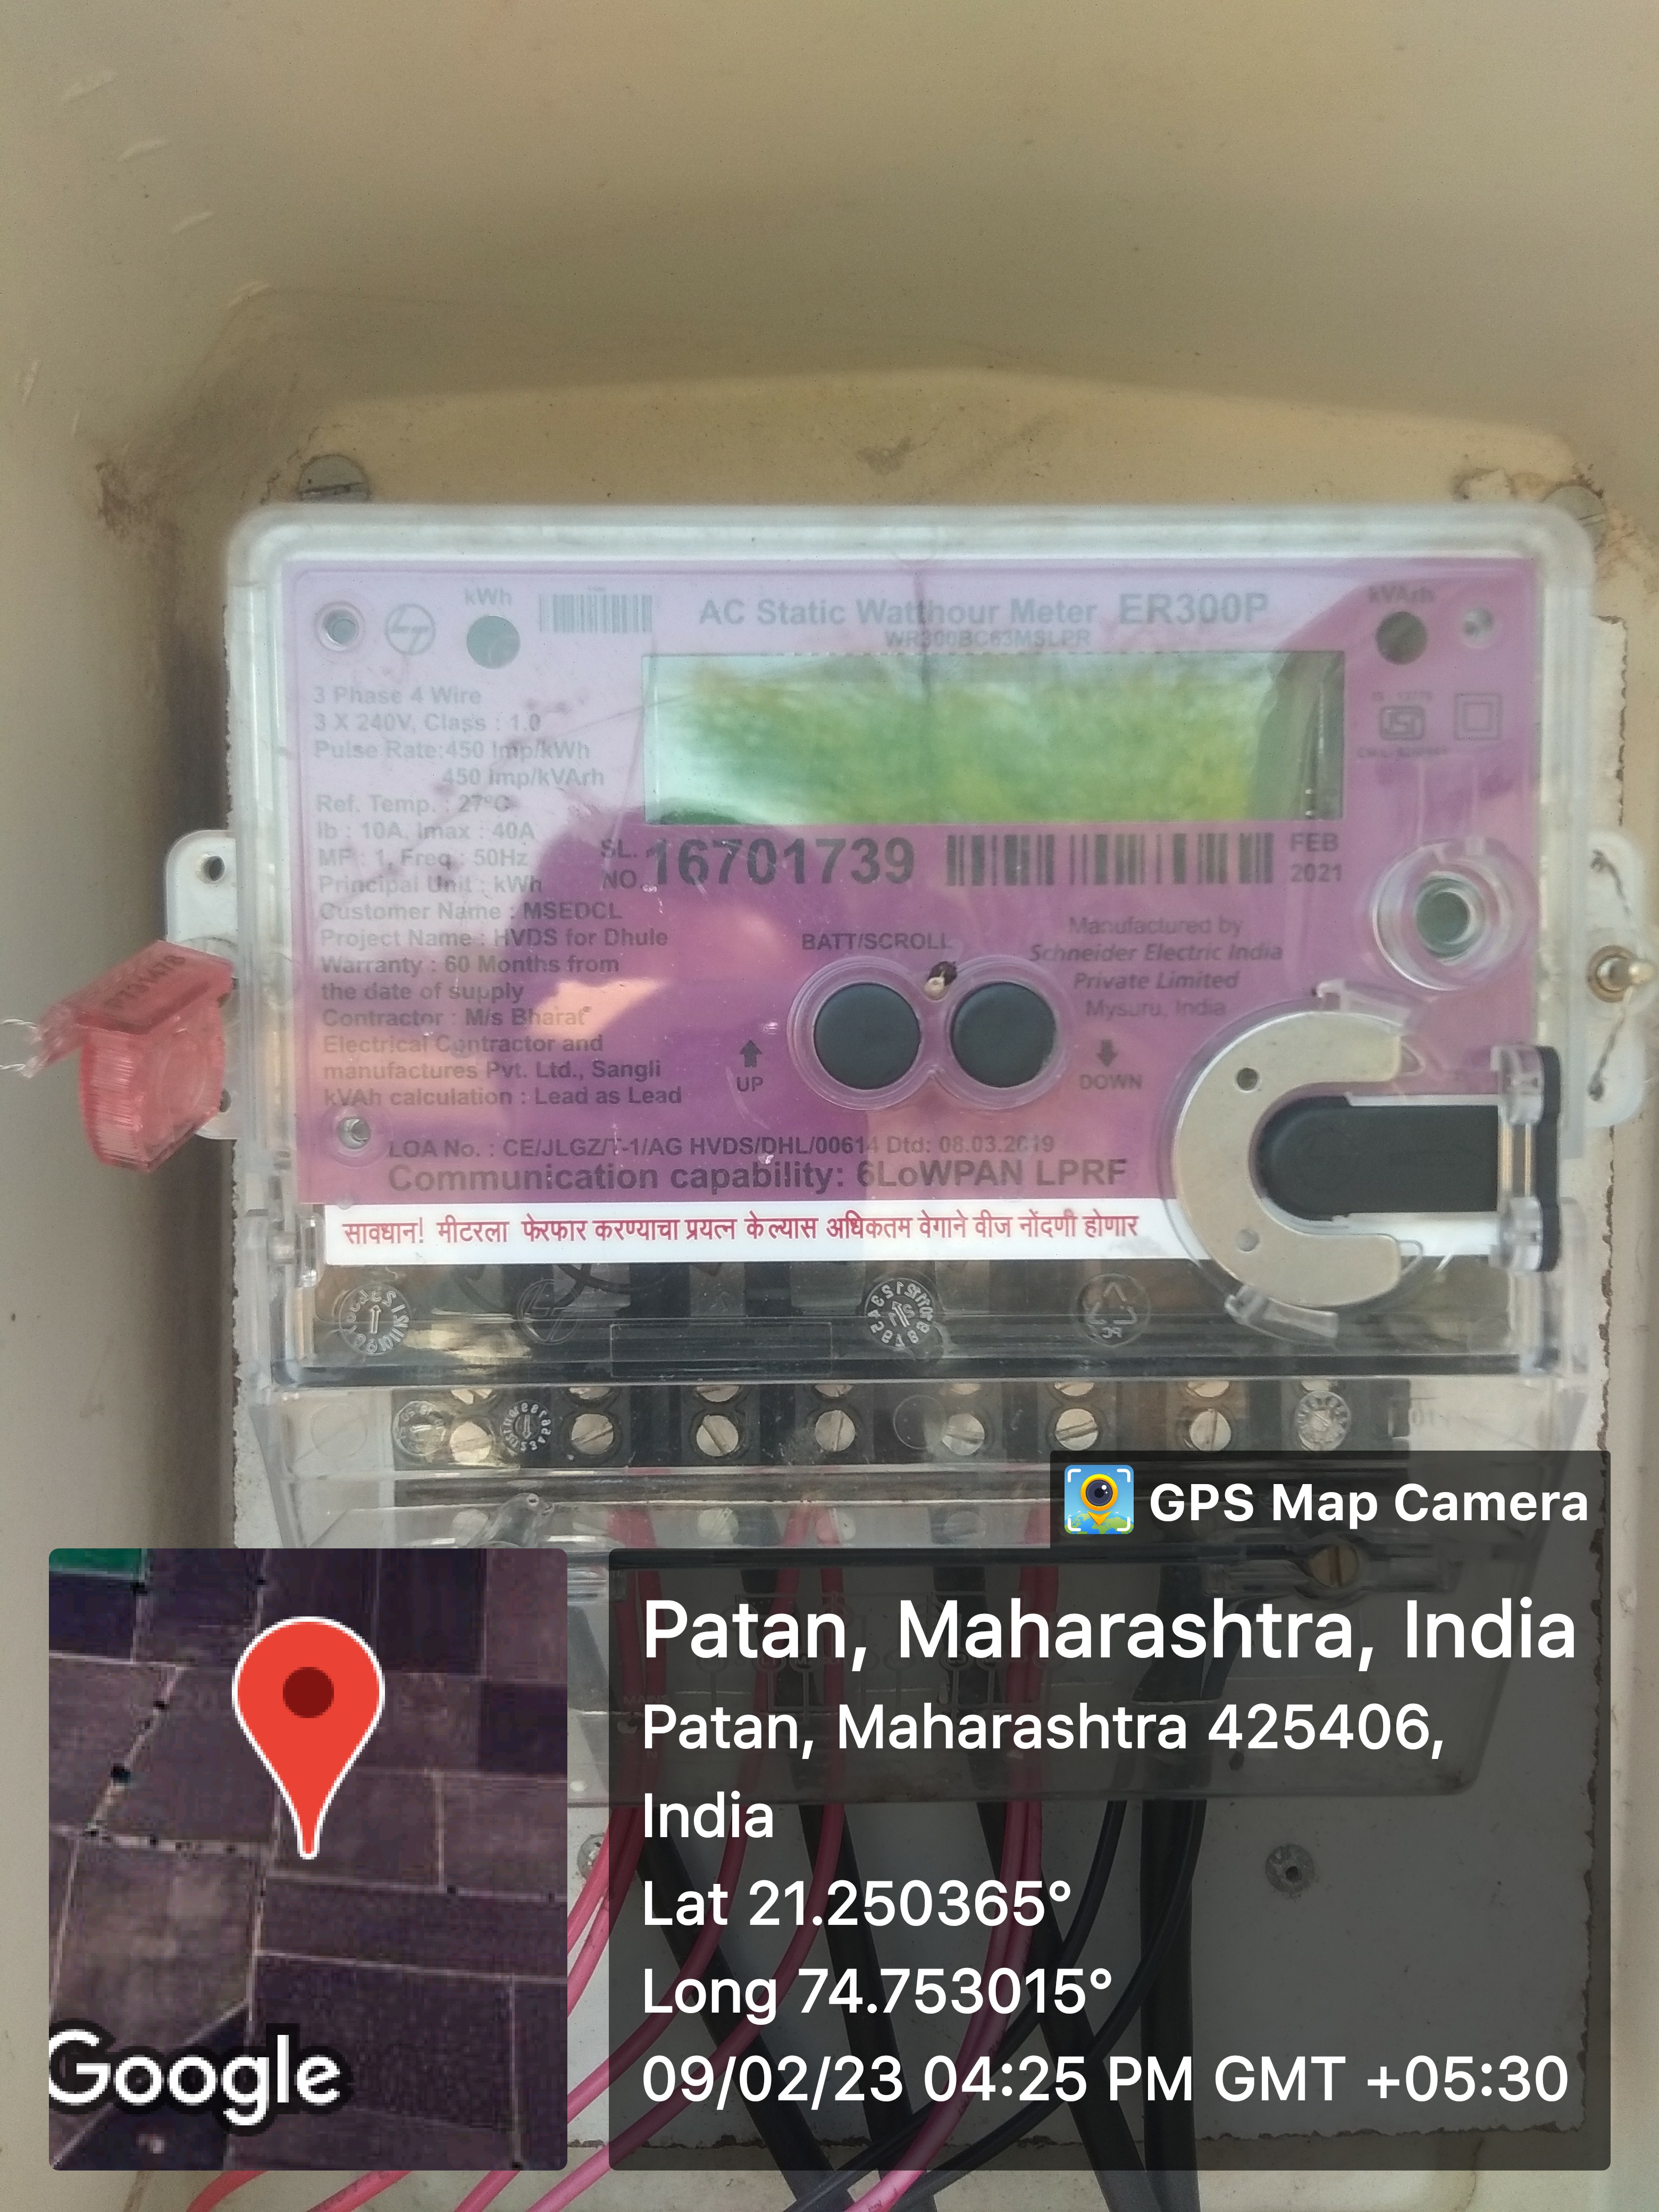 kWh
AC Static Watthour Meter ER300P
WR300BC63MSLPR
kVArh
3 Phase 4 Wire
3 X 240V, Class : 1.0
Pulse Rate:450 Imp/kWh
450 Imp/kVArh
Ref. Temp. : 27°C
Ib : 10A, Imax : 40A
MF : 1, Freq : 50Hz
Principal Unit : kWh
Customer Name : MSEDCL
Project Name : HVDS for Dhule
Warranty : 60 Months from
the date of supply
Contractor : M/s Bharat
Electrical Contractor and
manufactures Pvt. Ltd., Sangli
kVAh calculation : Lead as Lead
SL. NO. 16701739
FEB
2021
BATT/SCROLL
UP
DOWN
Manufactured by
Schneider Electric India
Private Limited
Mysuru, India
LOA No. : CE/JLGZ/T-1/AG HVDS/DHL/00614 Dtd: 08.03.2019
Communication capability: 6LoWPAN LPRF
सावधान! मीटरला फेरफार करण्याचा प्रयत्न केल्यास अधिकतम वेगाने वीज नोंदणी होणार
GPS Map Camera
Patan, Maharashtra, India
Patan, Maharashtra 425406,
India
Lat 21.250365°
Long 74.753015°
09/02/23 04:25 PM GMT +05:30
Google